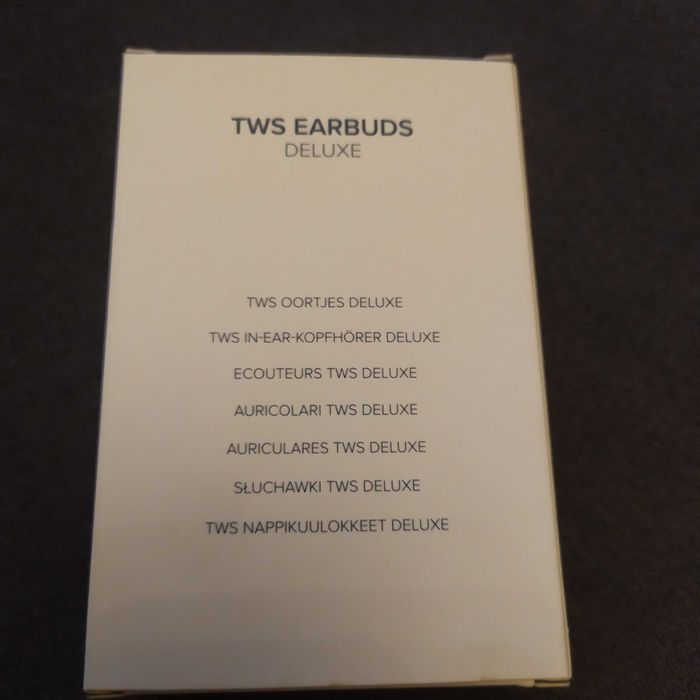 TWS EARBUDS
DELUXE
TWS OORTJES DELUXE
TWS IN-EAR-KOPFHÖRER DELUXE
ECOUTEURS TWS DELUXE
AURICOLARI TWS DELUXE
AURICULARES TWS DELUXE
SŁUCHAWKI TWS DELUXE
TWS NAPPIKUULOKKEET DELUXE